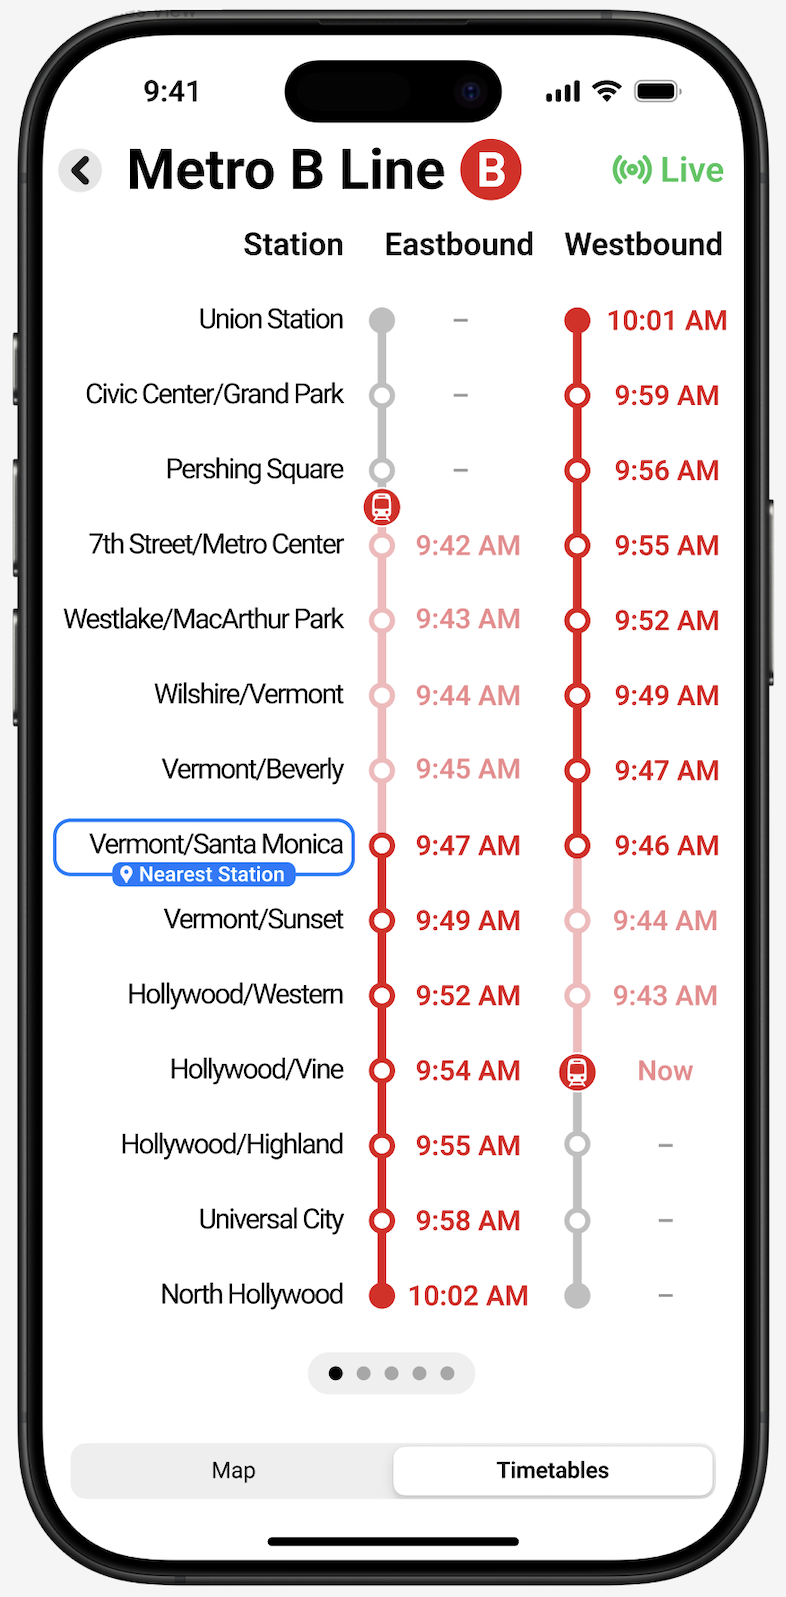 9:41
Metro B Line B
Live
Station Eastbound Westbound
Union Station – 10:01 AM
Civic Center/Grand Park – 9:59 AM
Pershing Square – 9:56 AM
7th Street/Metro Center 9:42 AM 9:55 AM
Westlake/MacArthur Park 9:43 AM 9:52 AM
Wilshire/Vermont 9:44 AM 9:49 AM
Vermont/Beverly 9:45 AM 9:47 AM
Vermont/Santa Monica 9:47 AM 9:46 AM
Nearest Station
Vermont/Sunset 9:49 AM 9:44 AM
Hollywood/Western 9:52 AM 9:43 AM
Hollywood/Vine 9:54 AM Now
Hollywood/Highland 9:55 AM –
Universal City 9:58 AM –
North Hollywood 10:02 AM –
Map Timetables